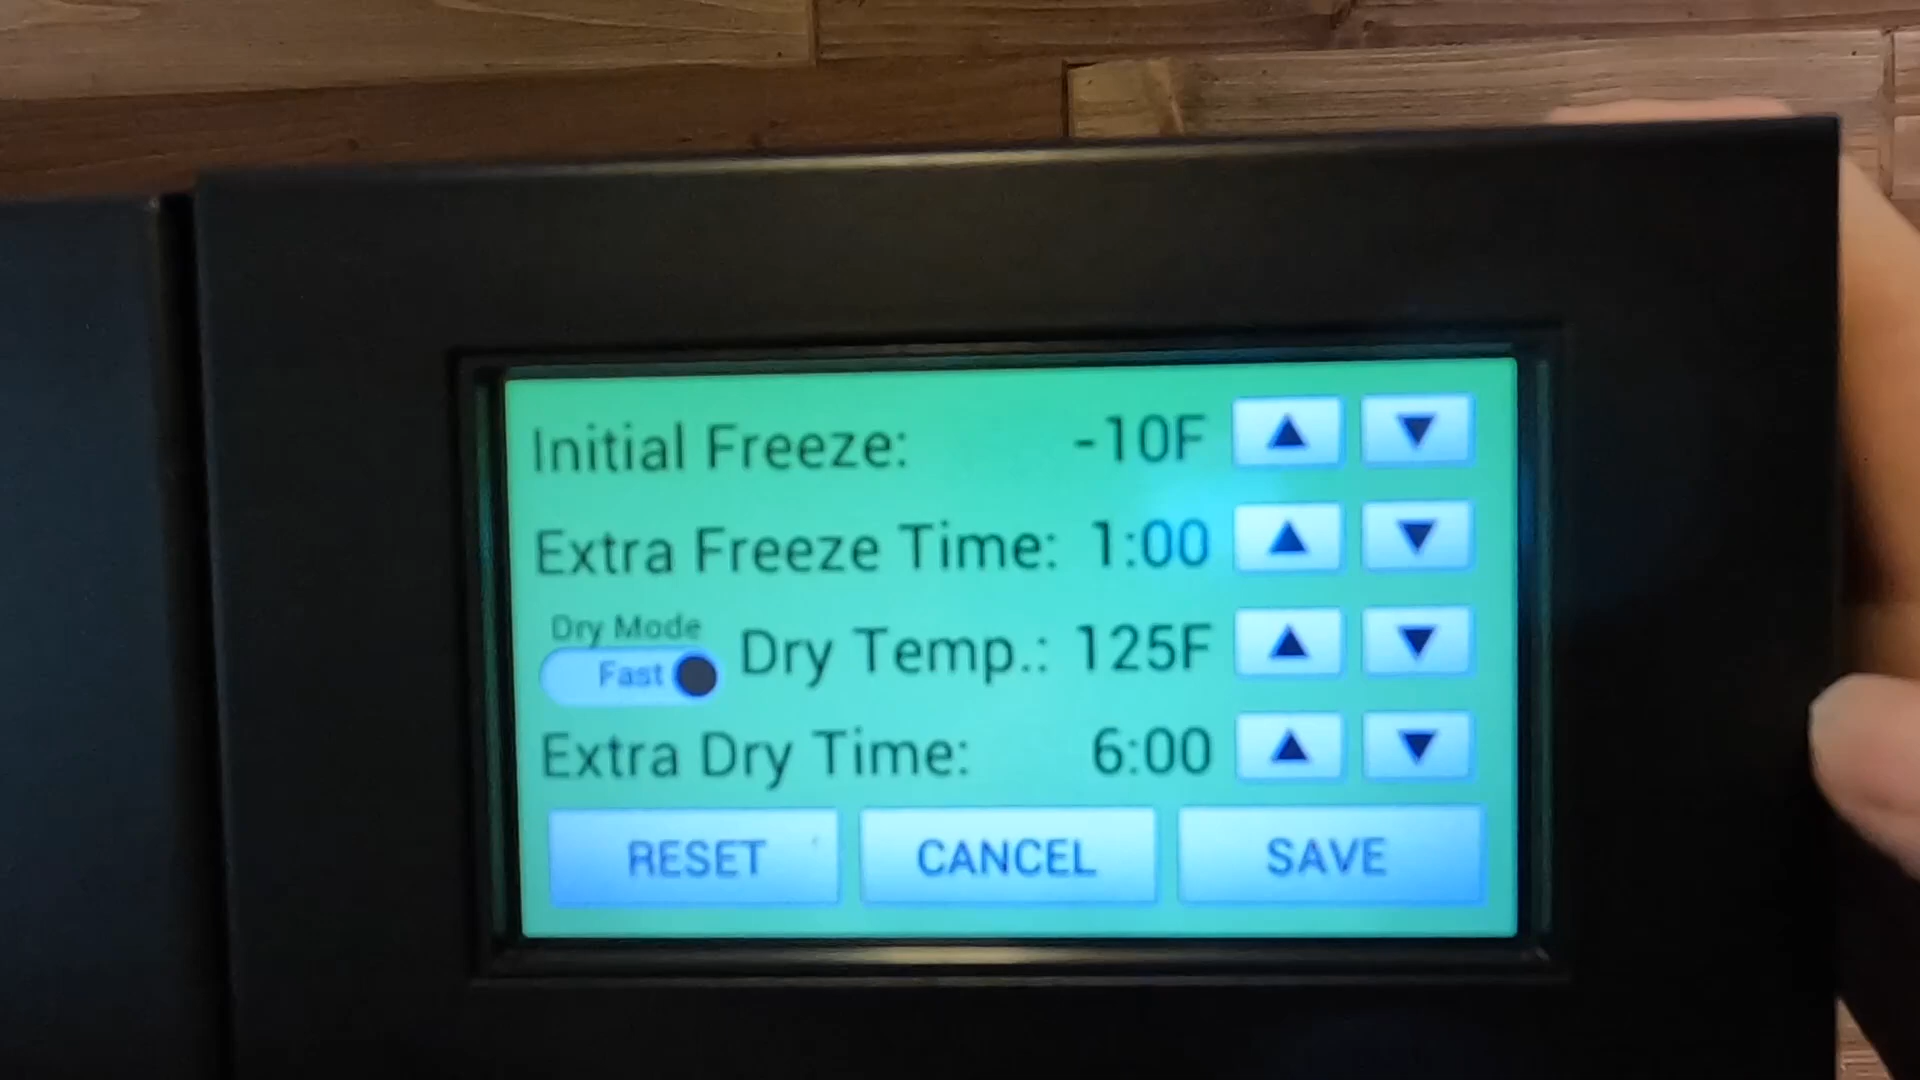 Initial Freeze: -10F ▲ ▼
Extra Freeze Time: 1:00 ▲ ▼
Dry Mode
Fast Dry Temp.: 125F ▲ ▼
Extra Dry Time: 6:00 ▲ ▼
RESET CANCEL SAVE